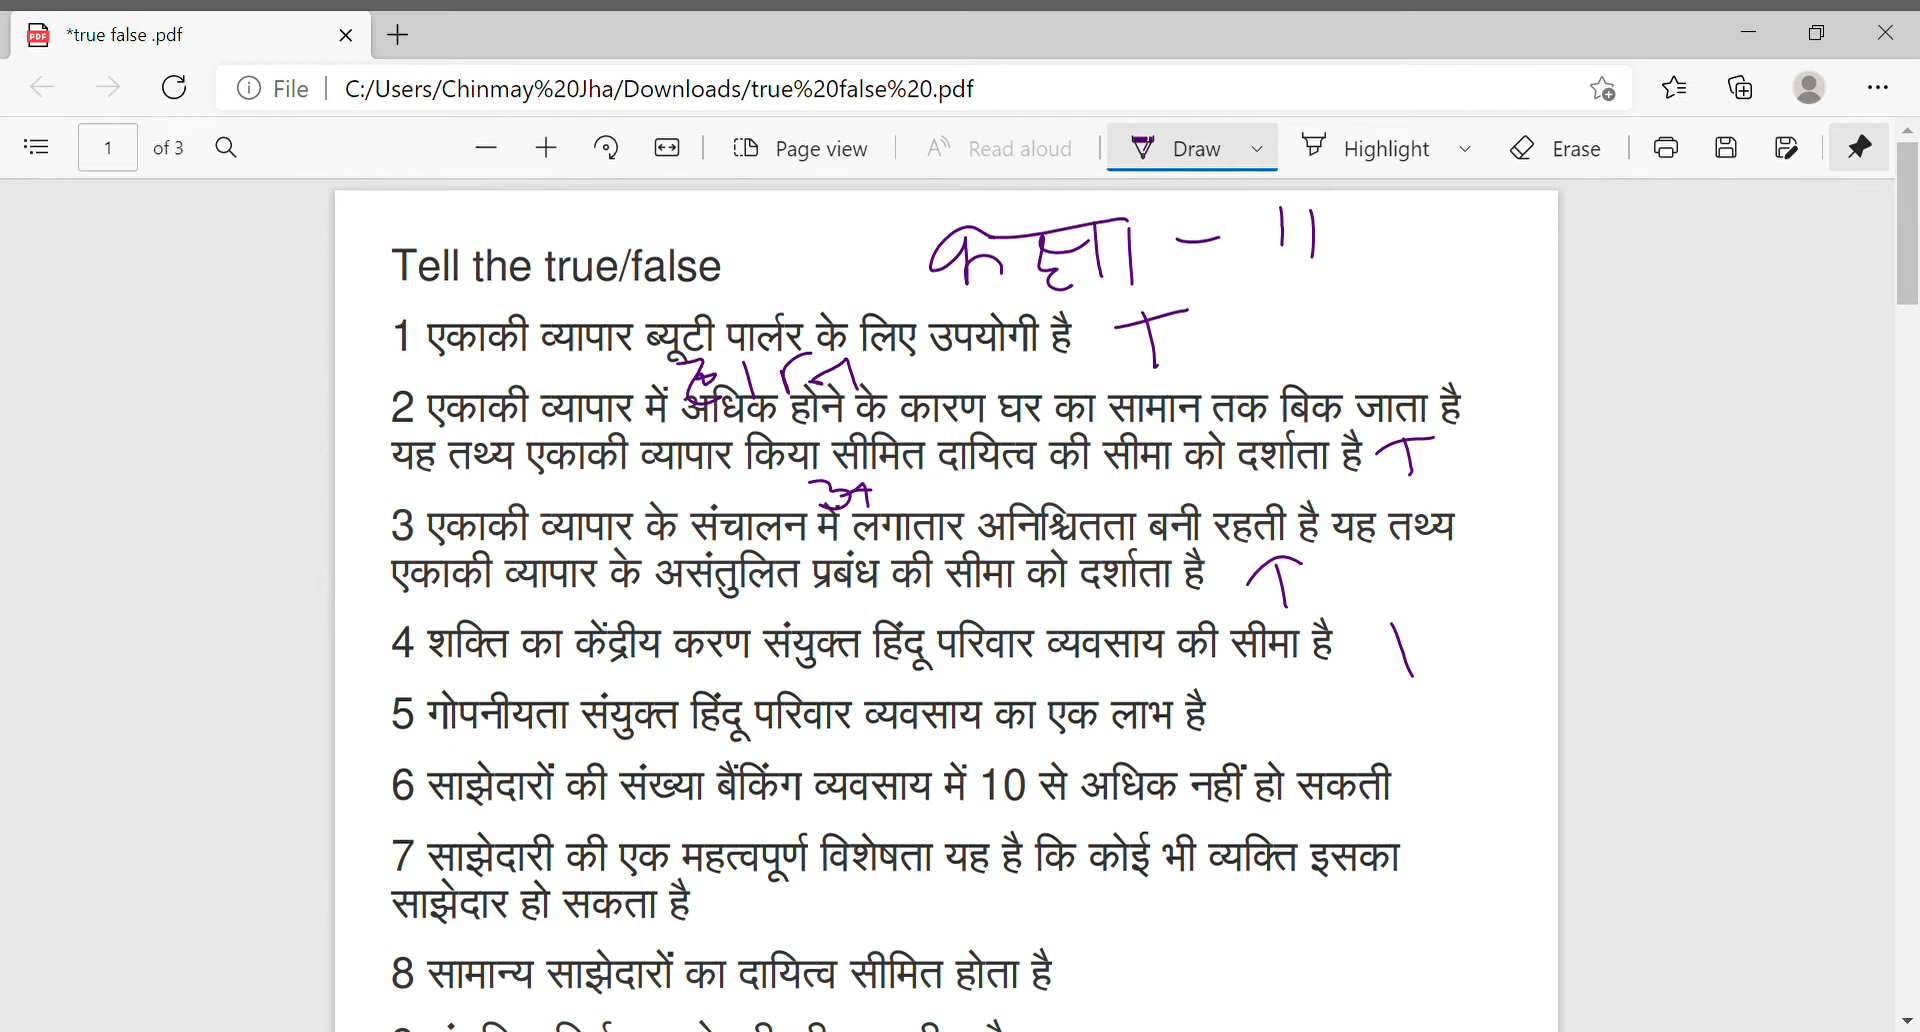 *true false .pdf
File C:/Users/Chinmay%20Jha/Downloads/true%20false%20.pdf
1 of 3 Page view Read aloud Draw Highlight Erase
कक्षा - 11
Tell the true/false
1 एकाकी व्यापार ब्यूटी पार्लर के लिए उपयोगी है T
2 एकाकी व्यापार में अधिक होने के कारण घर का सामान तक बिक जाता है
यह तथ्य एकाकी व्यापार किया सीमित दायित्व की सीमा को दर्शाता है T
3 एकाकी व्यापार के संचालन मे लगातार अनिश्चितता बनी रहती है यह तथ्य
एकाकी व्यापार के असंतुलित प्रबंध की सीमा को दर्शाता है T
4 शक्ति का केंद्रीय करण संयुक्त हिंदू परिवार व्यवसाय की सीमा है
5 गोपनीयता संयुक्त हिंदू परिवार व्यवसाय का एक लाभ है
6 साझेदारों की संख्या बैंकिंग व्यवसाय में 10 से अधिक नहीं हो सकती
7 साझेदारी की एक महत्वपूर्ण विशेषता यह है कि कोई भी व्यक्ति इसका
साझेदार हो सकता है
8 सामान्य साझेदारों का दायित्व सीमित होता है